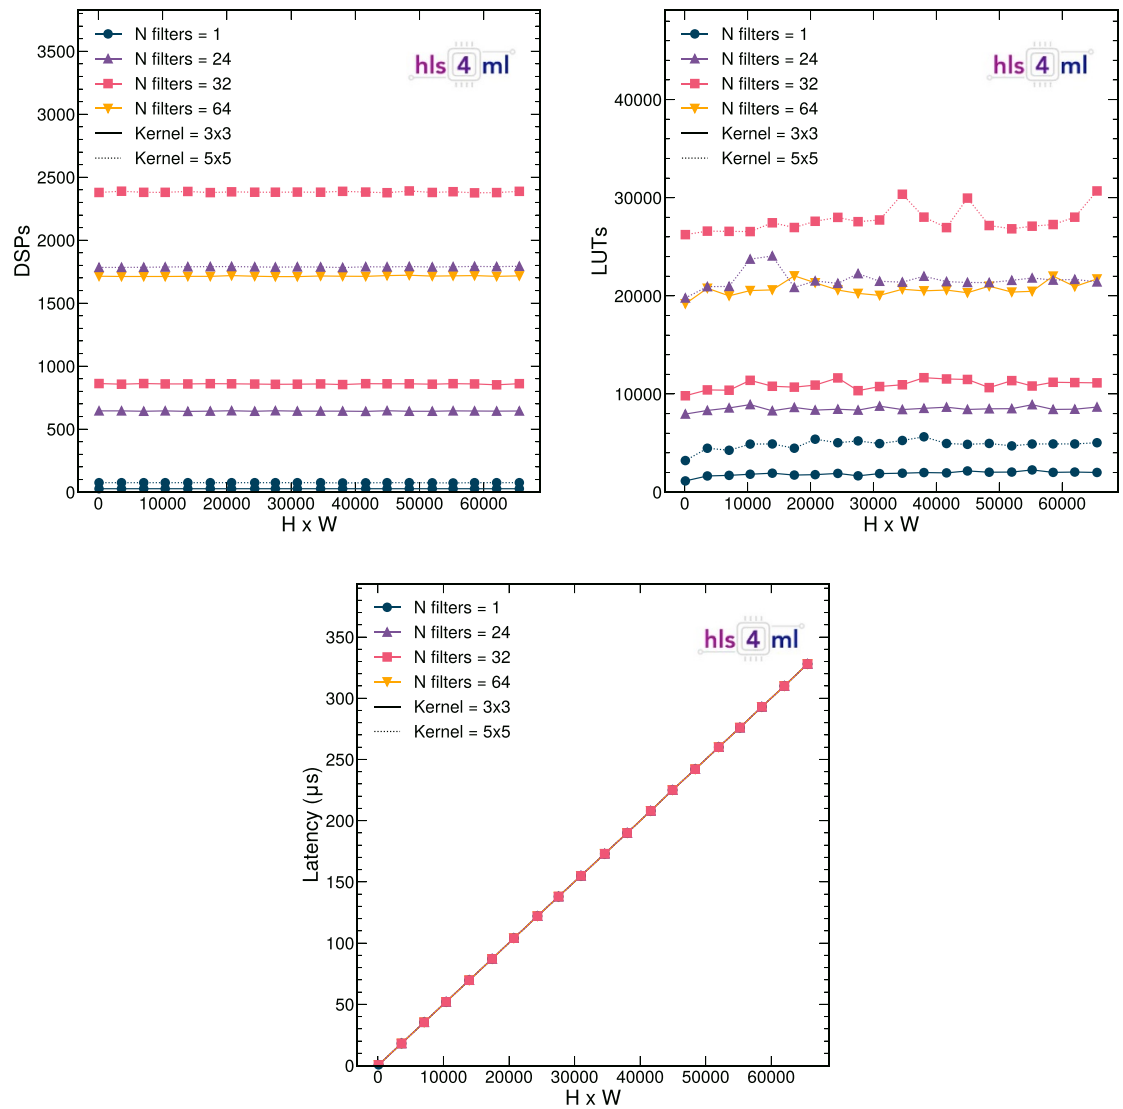 N filters = 1
N filters = 24
N filters = 32
N filters = 64
Kernel = 3x3
Kernel = 5x5
hls 4 ml
DSPs
3500
3000
2500
2000
1500
1000
500
0
0 10000 20000 30000 40000 50000 60000
H x W
N filters = 1
N filters = 24
N filters = 32
N filters = 64
Kernel = 3x3
Kernel = 5x5
hls 4 ml
LUTs
40000
30000
20000
10000
0
0 10000 20000 30000 40000 50000 60000
H x W
N filters = 1
N filters = 24
N filters = 32
N filters = 64
Kernel = 3x3
Kernel = 5x5
hls 4 ml
Latency (μs)
350
300
250
200
150
100
50
0
0 10000 20000 30000 40000 50000 60000
H x W